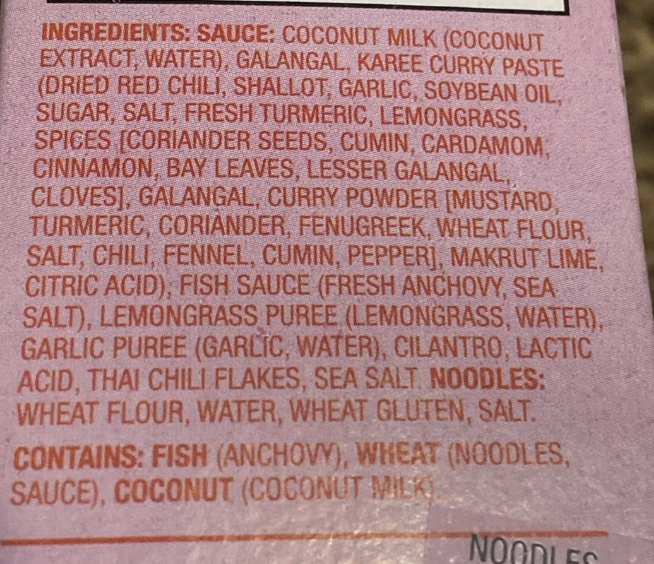 INGREDIENTS: SAUCE: COCONUT MILK (COCONUT
EXTRACT, WATER), GALANGAL, KAREE CURRY PASTE
(DRIED RED CHILI, SHALLOT, GARLIC, SOYBEAN OIL,
SUGAR, SALT, FRESH TURMERIC, LEMONGRASS,
SPICES [CORIANDER SEEDS, CUMIN, CARDAMOM,
CINNAMON, BAY LEAVES, LESSER GALANGAL,
CLOVES], GALANGAL, CURRY POWDER [MUSTARD,
TURMERIC, CORIANDER, FENUGREEK, WHEAT FLOUR,
SALT, CHILI, FENNEL, CUMIN, PEPPER], MAKRUT LIME,
CITRIC ACID), FISH SAUCE (FRESH ANCHOVY, SEA
SALT), LEMONGRASS PUREE (LEMONGRASS, WATER),
GARLIC PUREE (GARLIC, WATER), CILANTRO, LACTIC
ACID, THAI CHILI FLAKES, SEA SALT. NOODLES:
WHEAT FLOUR, WATER, WHEAT GLUTEN, SALT.
CONTAINS: FISH (ANCHOVY), WHEAT (NOODLES,
SAUCE), COCONUT (COCONUT MILK).
NOODLES